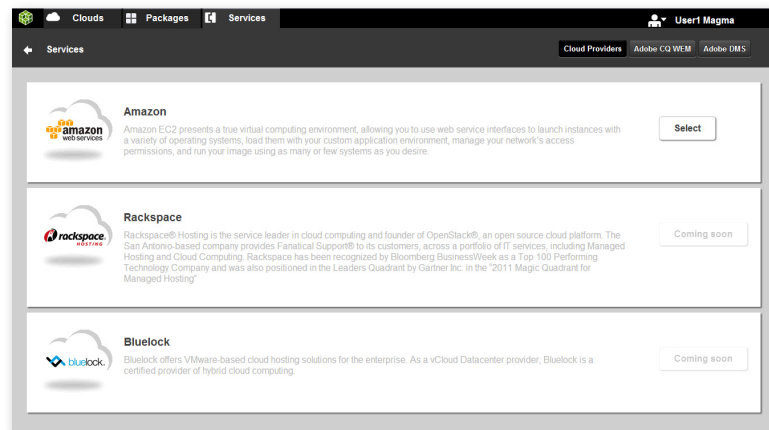 Clouds Packages Services User1 Magma
Services Cloud Providers Adobe CQ WEM Adobe DMS
Amazon
amazon
web services
Amazon EC2 presents a true virtual computing environment, allowing you to use web service interfaces to launch instances with
a variety of operating systems, load them with your custom application environment, manage your network's access
permissions, and run your image using as many or few systems as you desire.
Select
Rackspace
rackspace.
HOSTING
Rackspace® Hosting is the service leader in cloud computing and founder of OpenStack®, an open source cloud platform. The
San Antonio-based company provides Fanatical Support® to its customers, across a portfolio of IT services, including Managed
Hosting and Cloud Computing. Rackspace has been recognized by Bloomberg BusinessWeek as a Top 100 Performing
Technology Company and was also positioned in the Leaders Quadrant by Gartner Inc. in the "2011 Magic Quadrant for
Managed Hosting"
Coming soon
Bluelock
bluelock.
Bluelock offers VMware-based cloud hosting solutions for the enterprise. As a vCloud Datacenter provider, Bluelock is a
certified provider of hybrid cloud computing.
Coming soon